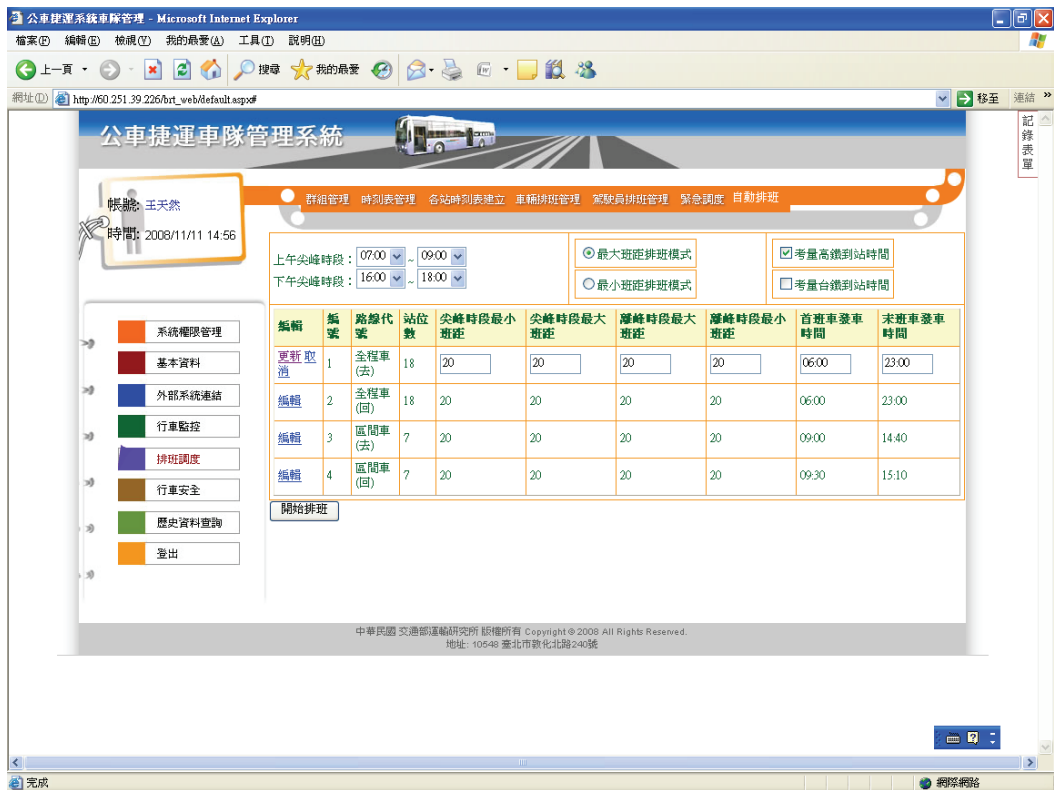 公車捷運系統車隊管理 - Microsoft Internet Explorer
檔案(F) 編輯(E) 檢視(V) 我的最愛(A) 工具(T) 說明(H)
上一頁 搜尋 我的最愛
網址(D) http://60.251.39.226/brt_web/default.aspx# 移至 連結 »
記錄表單
公車捷運車隊管理系統
帳號: 王天然
時間: 2008/11/11 14:56
群組管理 時刻表管理 各站時刻表建立 車輛排班管理 駕駛員排班管理 緊急調度 自動排班
上午尖峰時段: 07:00 ~ 09:00
下午尖峰時段: 16:00 ~ 18:00
最大班距排班模式
最小班距排班模式
考量高鐵到站時間
考量台鐵到站時間
系統權限管理
基本資料
外部系統連結
行車監控
排班調度
行車安全
歷史資料查詢
登出
編輯 編號 路線代號 站位數 尖峰時段最小班距 尖峰時段最大班距 離峰時段最大班距 離峰時段最小班距 首班車發車時間 末班車發車時間
更新 取消 1 全程車(去) 18 20 20 20 20 06:00 23:00
編輯 2 全程車(回) 18 20 20 20 20 06:00 23:00
編輯 3 區間車(去) 7 20 20 20 20 09:00 14:40
編輯 4 區間車(回) 7 20 20 20 20 09:30 15:10
開始排班
中華民國 交通部運輸研究所 版權所有 Copyright © 2008 All Rights Reserved.
地址: 10548 臺北市敦化北路240號
完成 網際網路